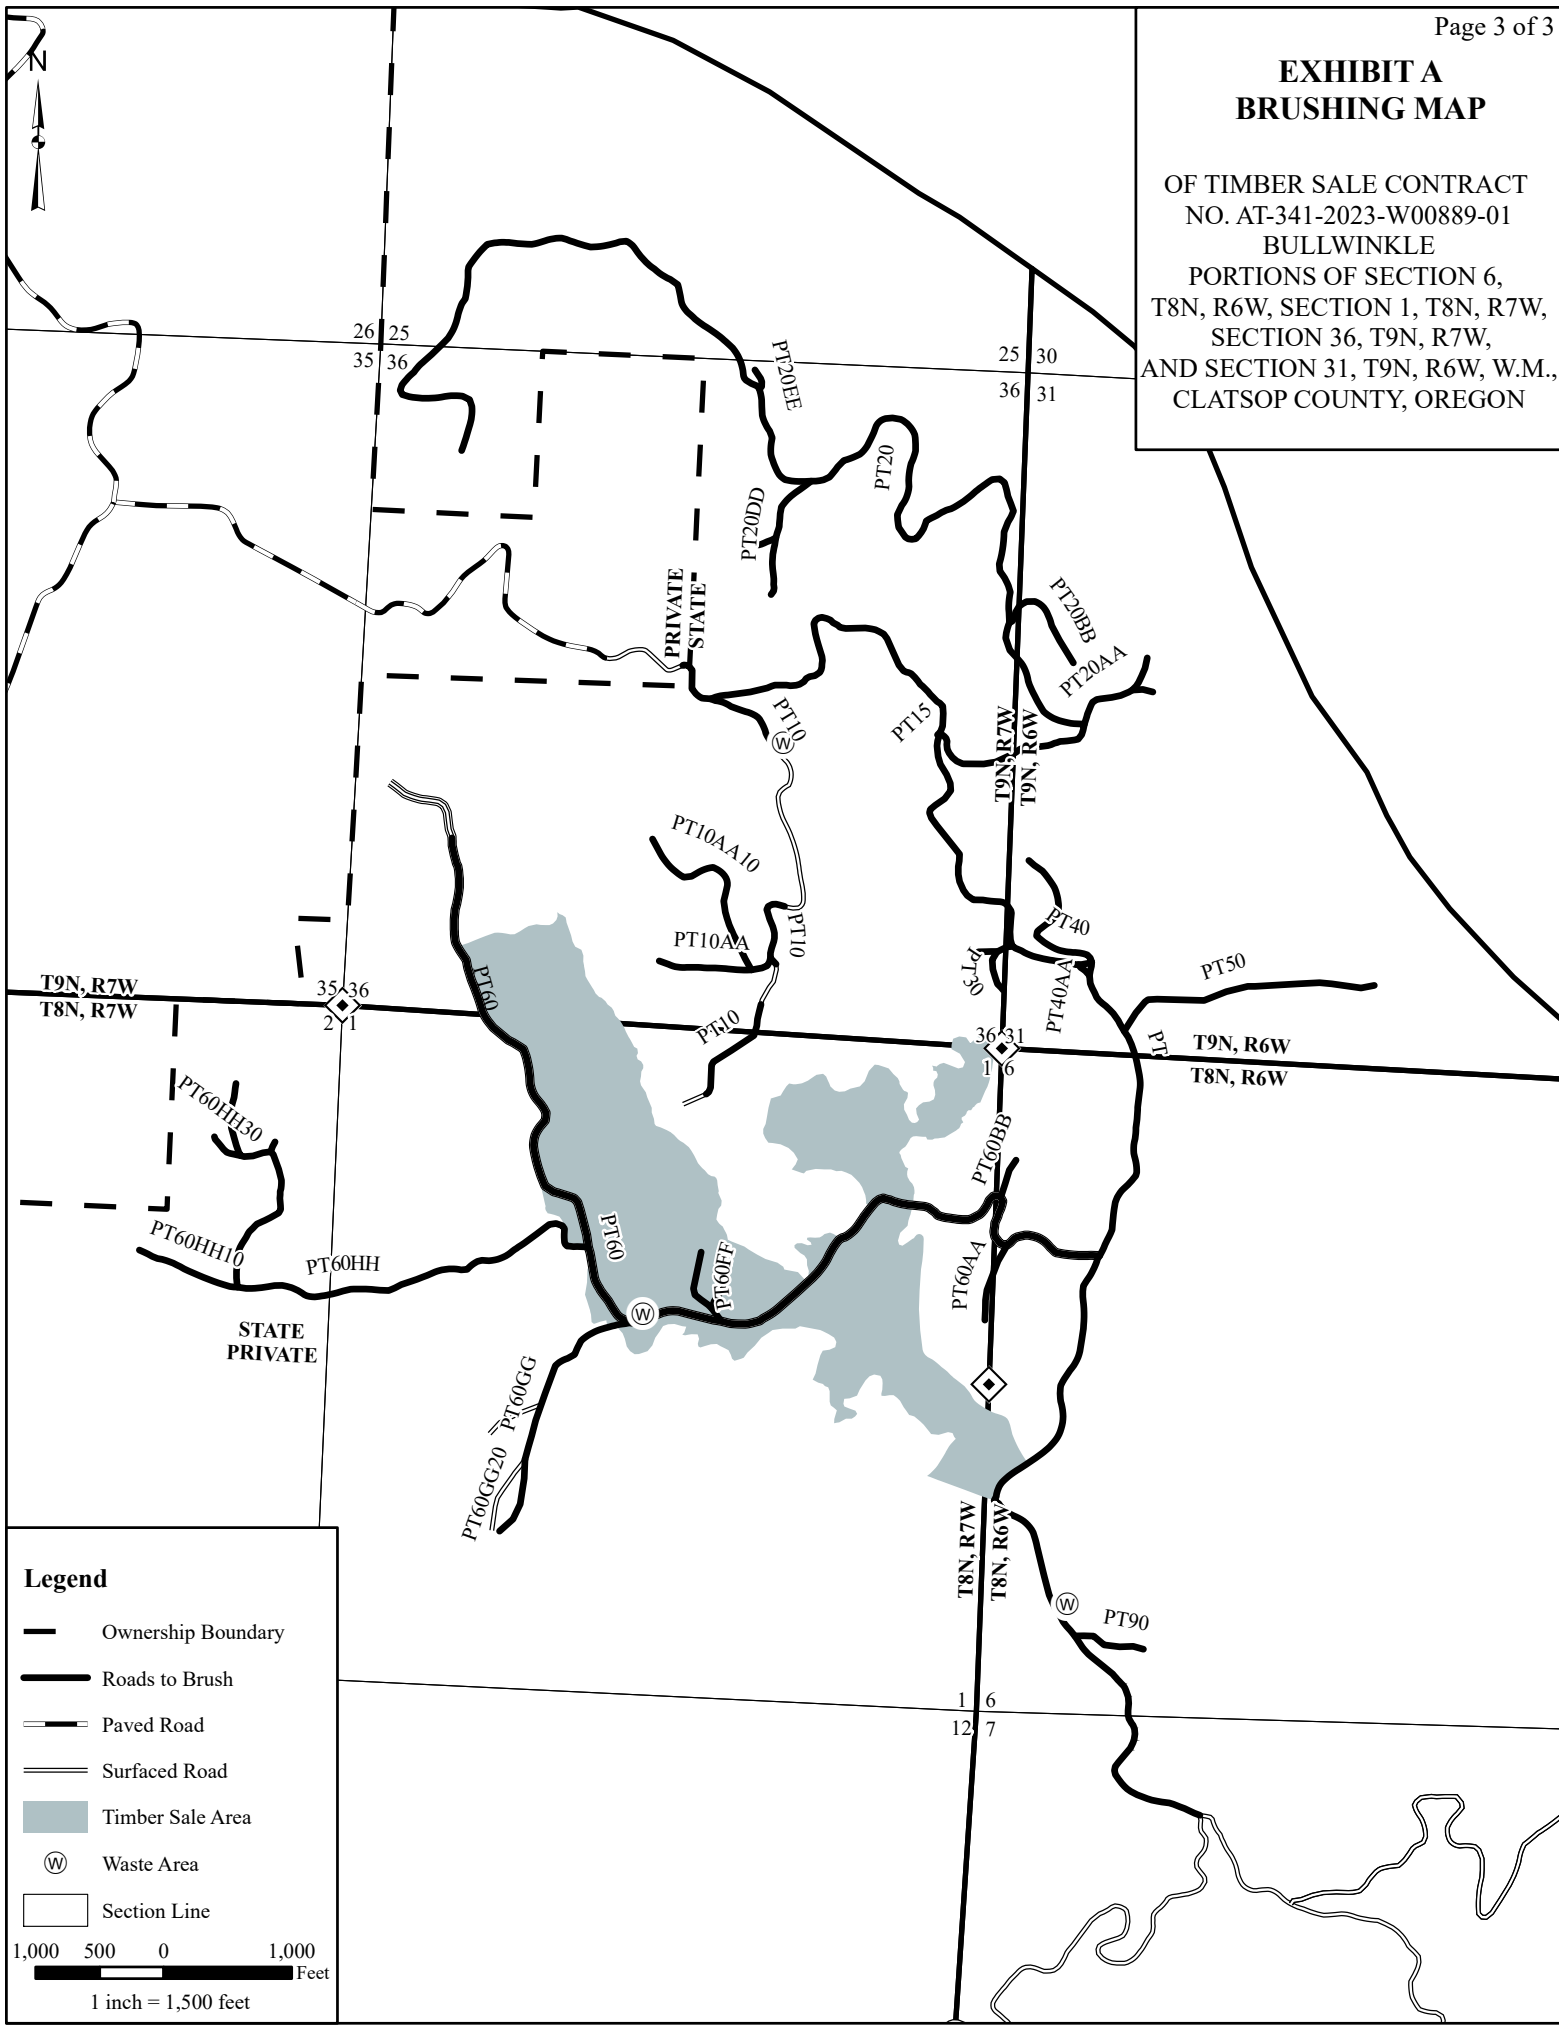 Page 3 of 3
EXHIBIT A
BRUSHING MAP
OF TIMBER SALE CONTRACT
NO. AT-341-2023-W00889-01
BULLWINKLE
PORTIONS OF SECTION 6,
T8N, R6W, SECTION 1, T8N, R7W,
SECTION 36, T9N, R7W,
AND SECTION 31, T9N, R6W, W.M.,
CLATSOP COUNTY, OREGON
N
26 25
35 36
25 30
36 31
PT20EE
PT20
PT20DD
PRIVATE
STATE
PT20BB
PT20AA
PT10
W
PT15
T9N, R7W
T9N, R6W
PT10AA10
PT10AA
PT10
PT40
PT30
PT40AA
PT50
PT60
T9N, R7W
T8N, R7W
35 36
2 1
PT10
36 31
1 6
PT
T9N, R6W
T8N, R6W
PT60HH30
PT60BB
PT60HH10
PT60HH
PT60
PT60FF
PT60AA
W
STATE
PRIVATE
PT60GG
PT60GG20
T8N, R7W
T8N, R6W
W
PT90
1 6
12 7
Legend
Ownership Boundary
Roads to Brush
Paved Road
Surfaced Road
Timber Sale Area
W Waste Area
Section Line
1,000 500 0 1,000
Feet
1 inch = 1,500 feet